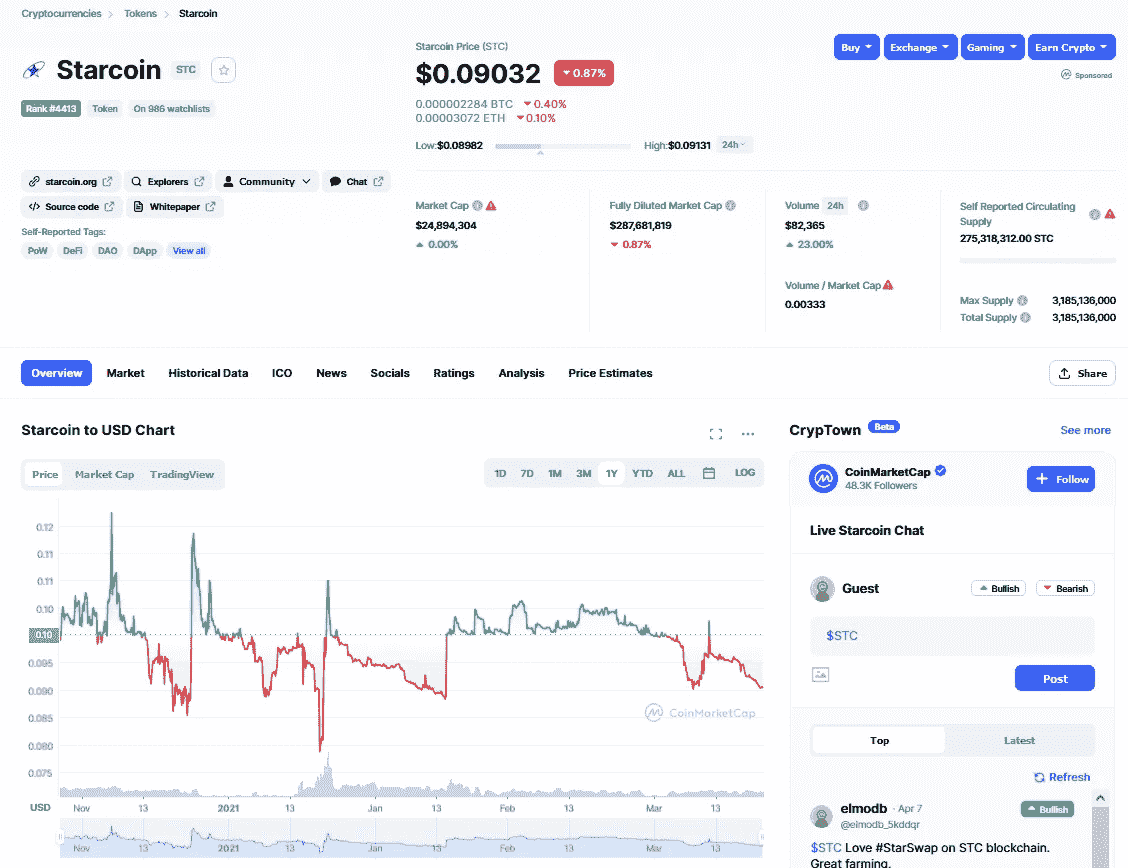 Cryptocurrencies > Tokens > Starcoin
Starcoin STC
Rank #4413 Token On 986 watchlists
starcoin.org Explorers Community Chat
Source code Whitepaper
Self-Reported Tags:
PoW DeFi DAO DApp View all
Starcoin Price (STC)
$0.09032 0.87%
0.000002284 BTC 0.40%
0.00003072 ETH 0.10%
Low:$0.08982 High:$0.09131 24h
Buy Exchange Gaming Earn Crypto
Sponsored
Market Cap
$24,894,304
0.00%
Fully Diluted Market Cap
$287,681,819
0.87%
Volume 24h
$82,365
23.00%
Volume / Market Cap
0.00333
Self Reported Circulating
Supply
275,318,312.00 STC
Max Supply 3,185,136,000
Total Supply 3,185,136,000
Overview Market Historical Data ICO News Socials Ratings Analysis Price Estimates Share
Starcoin to USD Chart
Price Market Cap TradingView 1D 7D 1M 3M 1Y YTD ALL LOG
0.12
0.11
0.11
0.10
0.10
0.095
0.090
0.085
0.080
0.075
CoinMarketCap
USD Nov 13 2021 13 Jan 13 Feb 13 Mar 13
Nov 13 2021 13 Jan 13 Feb 13 Mar 13
CrypTown Beta See more
CoinMarketCap
48.3K Followers
+ Follow
Live Starcoin Chat
Guest Bullish Bearish
$STC
Post
Top Latest
Refresh
elmodb · Apr 7 Bullish
@elmodb_5kddqr
$STC Love #StarSwap on STC blockchain.
Great farming.